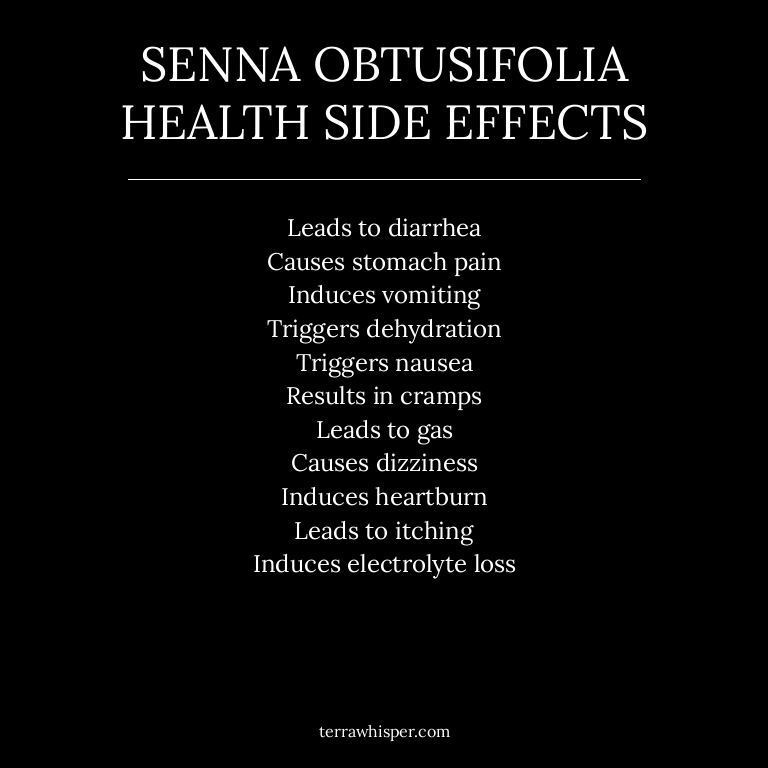 SENNA OBTUSIFOLIA
HEALTH SIDE EFFECTS
Leads to diarrhea
Causes stomach pain
Induces vomiting
Triggers dehydration
Triggers nausea
Results in cramps
Leads to gas
Causes dizziness
Induces heartburn
Leads to itching
Induces electrolyte loss
terrawhisper.com